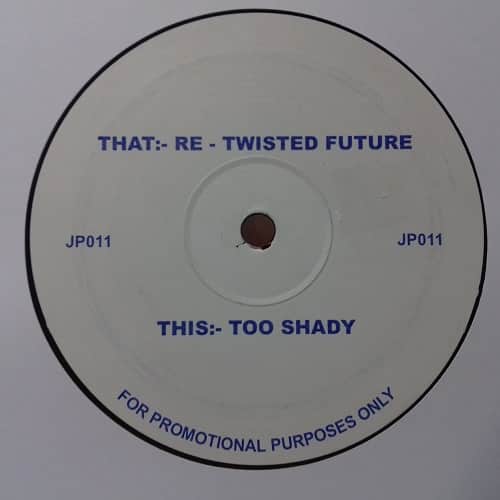 THAT:- RE - TWISTED FUTURE
JP011
JP011
THIS:- TOO SHADY
FOR PROMOTIONAL PURPOSES ONLY